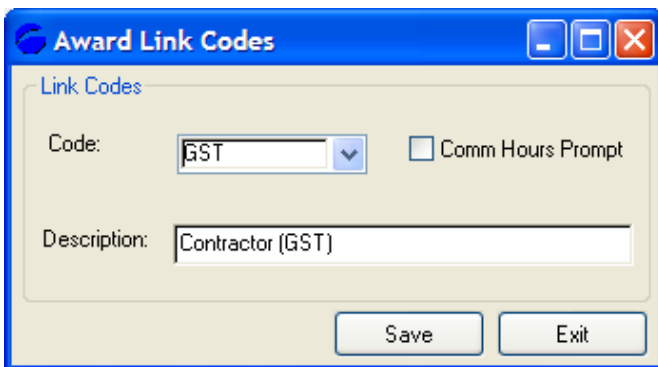 Award Link Codes
Link Codes
Code: GST Comm Hours Prompt
Description: Contractor (GST)
Save Exit